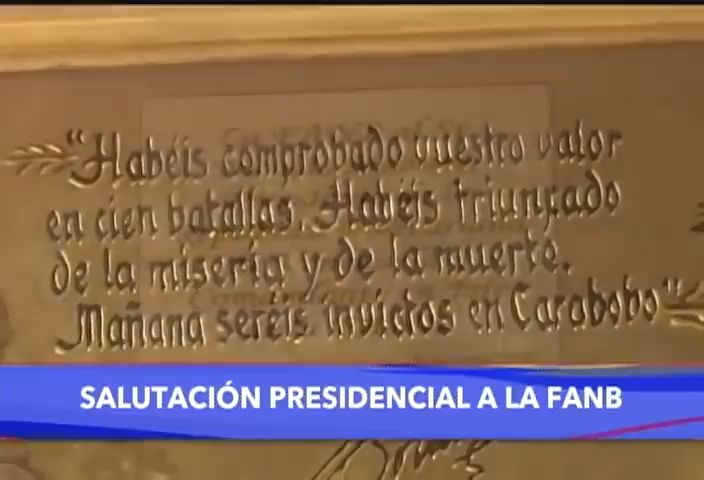 "Habéis comprobado vuestro valor
en cien batallas. Habéis triunfado
de la miseria y de la muerte.
Mañana sereis invictos en Carabobo"
SALUTACIÓN PRESIDENCIAL A LA FANB